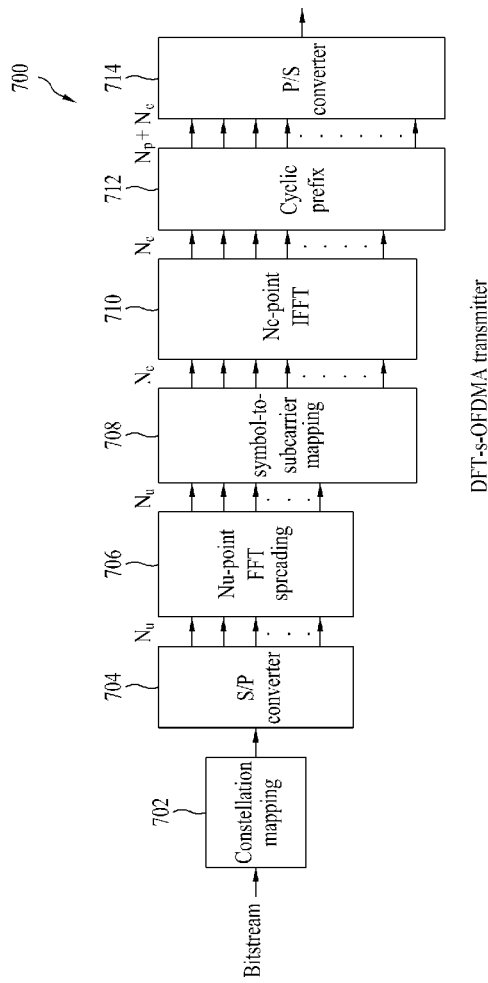 700
Bitstream
702
Constellation
mapping
704
S/P
converter
Nu
706
Nu-point
FFT
spreading
Nu
708
symbol-to-
subcarrier
mapping
Nc
710
Nc-point
IFFT
Nc
712
Cyclic
prefix
Np + Nc
714
P/S
converter
DFT-s-OFDMA transmitter